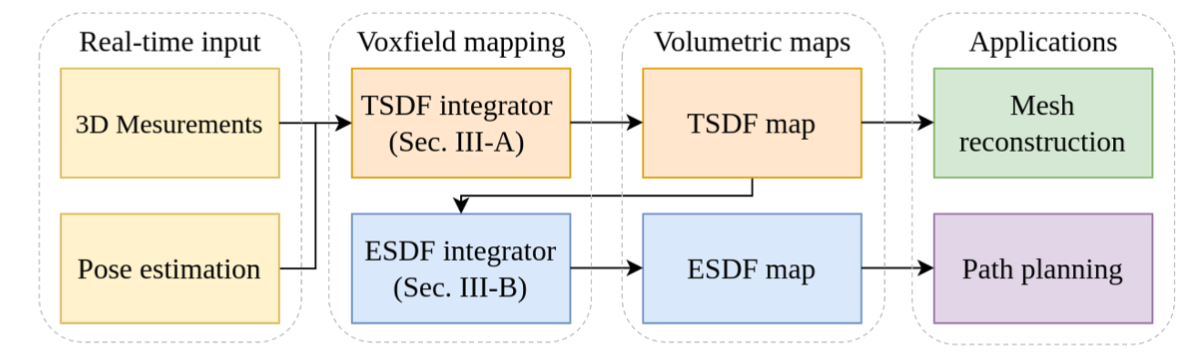 Real-time input
3D Mesurements
Pose estimation
Voxfield mapping
TSDF integrator
(Sec. III-A)
ESDF integrator
(Sec. III-B)
Volumetric maps
TSDF map
ESDF map
Applications
Mesh
reconstruction
Path planning